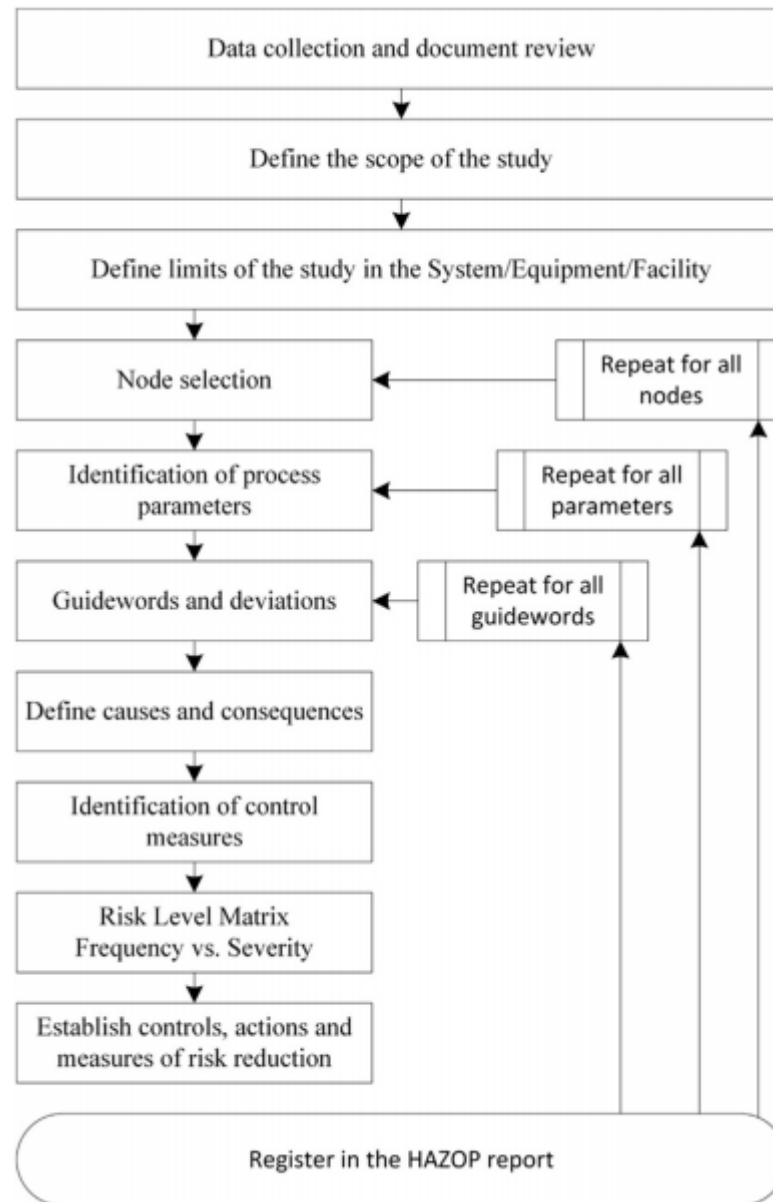 Data collection and document review
Define the scope of the study
Define limits of the study in the System/Equipment/Facility
Node selection
Repeat for all
nodes
Identification of process
parameters
Repeat for all
parameters
Guidewords and deviations
Repeat for all
guidewords
Define causes and consequences
Identification of control
measures
Risk Level Matrix
Frequency vs. Severity
Establish controls, actions and
measures of risk reduction
Register in the HAZOP report